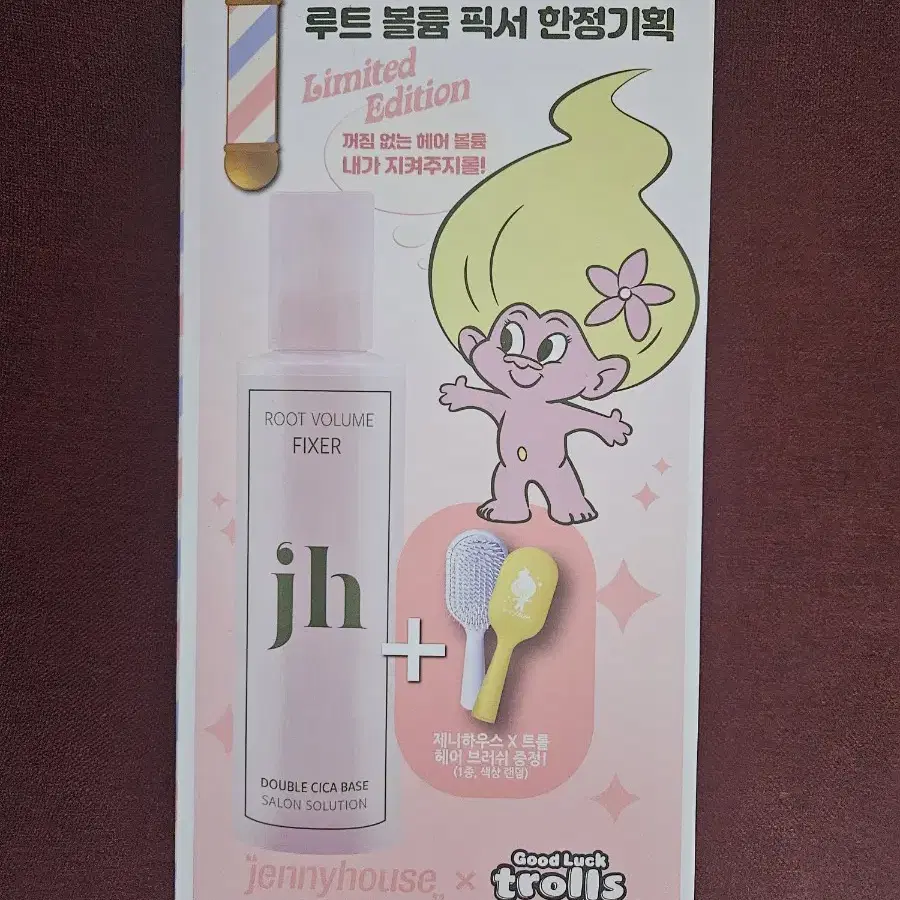 루트 볼륨 픽서 한정기획
Limited
Edition
꺼짐 없는 헤어 볼륨
내가 지켜주지롤!
ROOT VOLUME
FIXER
jh
DOUBLE CICA BASE
SALON SOLUTION
+
제니하우스 X 트롤
헤어 브러쉬 증정!
(1종, 색상 랜덤)
"jennyhouse" × Good Luck trolls